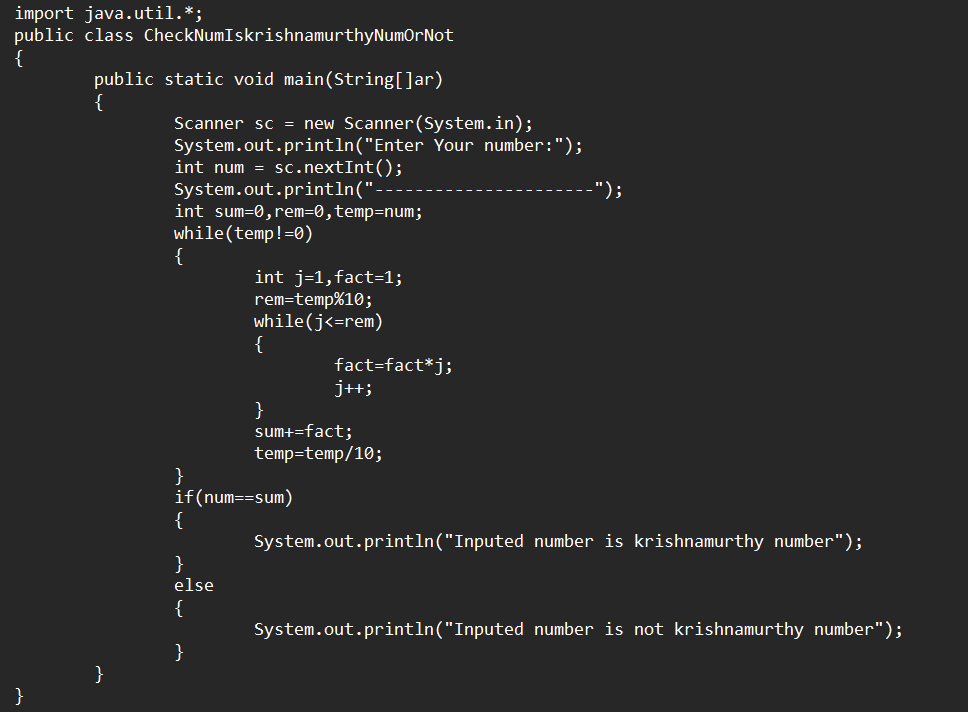 import java.util.*;
public class CheckNumIskrishnamurthyNumOrNot
{
        public static void main(String[]ar)
        {
                Scanner sc = new Scanner(System.in);
                System.out.println("Enter Your number:");
                int num = sc.nextInt();
                System.out.println("----------------------");
                int sum=0,rem=0,temp=num;
                while(temp!=0)
                {
                        int j=1,fact=1;
                        rem=temp%10;
                        while(j<=rem)
                        {
                                fact=fact*j;
                                j++;
                        }
                        sum+=fact;
                        temp=temp/10;
                }
                if(num==sum)
                {
                        System.out.println("Inputed number is krishnamurthy number");
                }
                else
                {
                        System.out.println("Inputed number is not krishnamurthy number");
                }
        }
}